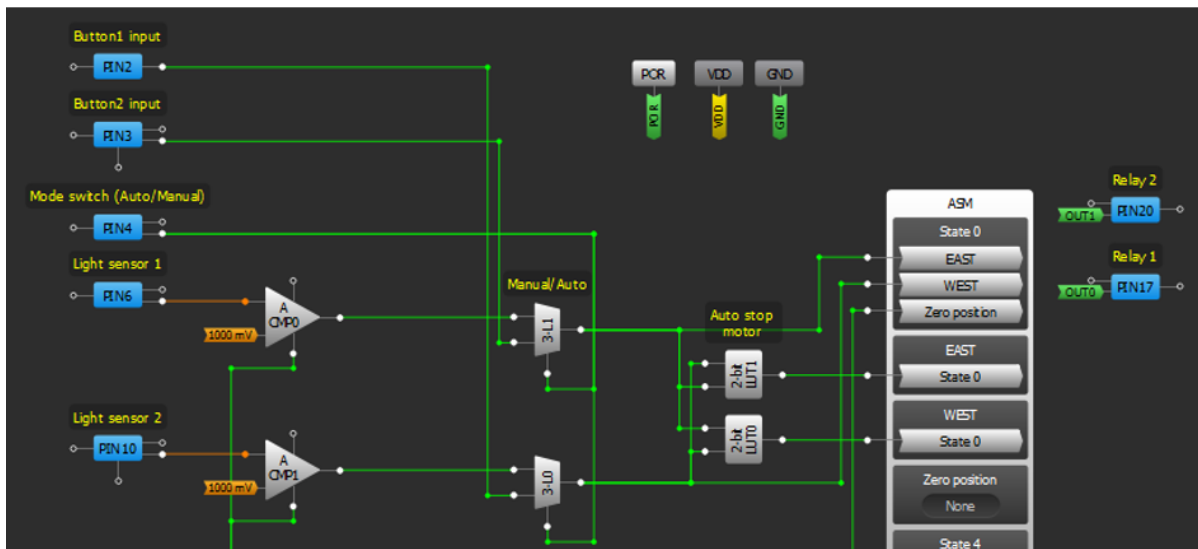 Button1 input
PIN2
Button2 input
PIN3
Mode switch (Auto/Manual)
PIN4
Light sensor 1
PIN6
A
CMP0
1000 mV
Light sensor 2
PIN10
A
CMP1
1000 mV
Manual/Auto
3-L1
3-L0
POR
VDD
GND
POR
VDD
GND
Auto stop
motor
2-bit
LUT1
2-bit
LUT0
ASM
State 0
EAST
WEST
Zero position
EAST
State 0
WEST
State 0
Zero position
None
State 4
Relay 2
OUT1
PIN20
Relay 1
OUT0
PIN17